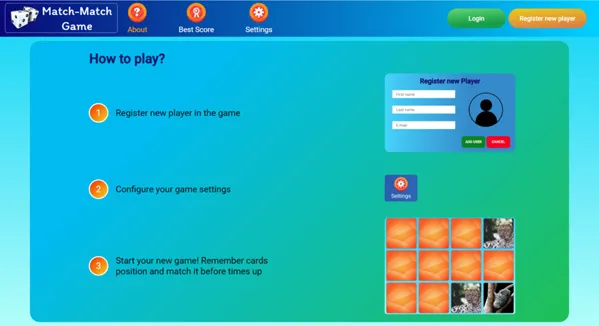 Match-Match
Game
About
Best Score
Settings
Login
Register new player
How to play?
1
Register new player in the game
Register new Player
First name
Last name
E-mail
ADD USER
CANCEL
2
Configure your game settings
Settings
3
Start your new game! Remember cards
position and match it before times up